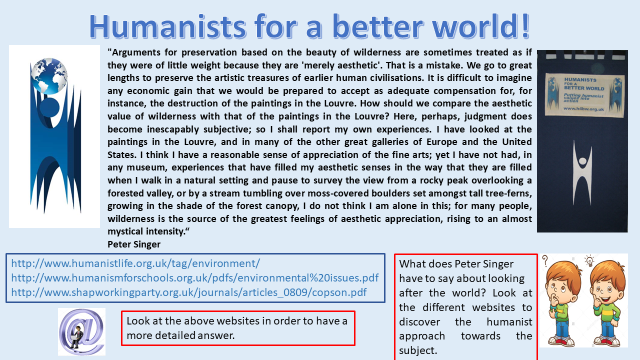 Humanists for a better world!
"Arguments for preservation based on the beauty of wilderness are sometimes treated as if
they were of little weight because they are 'merely aesthetic'. That is a mistake. We go to great
lengths to preserve the artistic treasures of earlier human civilisations. It is difficult to imagine
any economic gain that we would be prepared to accept as adequate compensation for, for
instance, the destruction of the paintings in the Louvre. How should we compare the aesthetic
value of wilderness with that of the paintings in the Louvre? Here, perhaps, judgment does
become inescapably subjective; so I shall report my own experiences. I have looked at the
paintings in the Louvre, and in many of the other great galleries of Europe and the United
States. I think I have a reasonable sense of appreciation of the fine arts; yet I have not had, in
any museum, experiences that have filled my aesthetic senses in the way that they are filled
when I walk in a natural setting and pause to survey the view from a rocky peak overlooking a
forested valley, or by a stream tumbling over moss-covered boulders set amongst tall tree-ferns,
growing in the shade of the forest canopy, I do not think I am alone in this; for many people,
wilderness is the source of the greatest feelings of aesthetic appreciation, rising to an almost
mystical intensity.“
Peter Singer
HUMANISTS
FOR A
BETTER WORLD
http://www.humanistlife.org.uk/tag/environment/
http://www.humanismforschools.org.uk/pdfs/environmental%20issues.pdf
http://www.shapworkingparty.org.uk/journals/articles_0809/copson.pdf
What does Peter Singer
have to say about looking
after the world? Look at
the different websites to
discover the humanist
approach towards the
subject.
@
Look at the above websites in order to have a
more detailed answer.